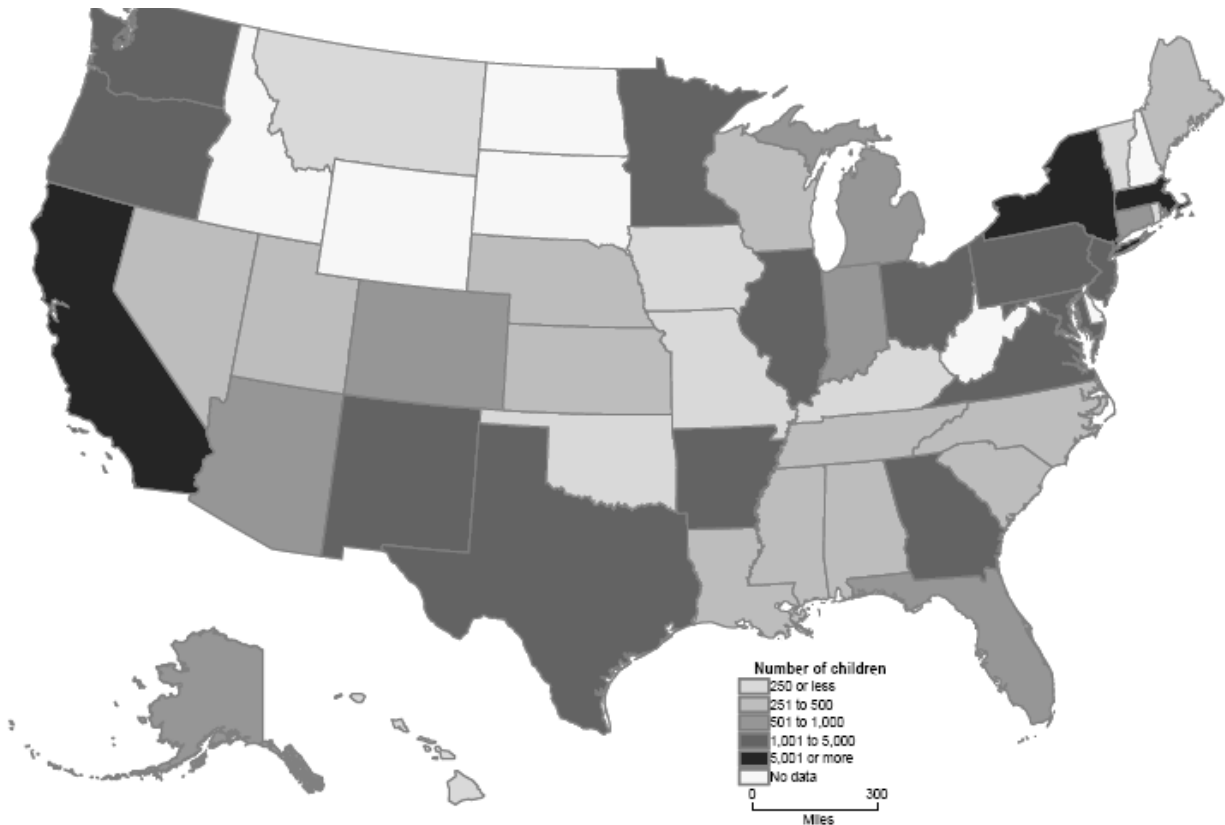 Number of children
250 or less
251 to 500
501 to 1,000
1,001 to 5,000
5,001 or more
No data
0 300
Miles